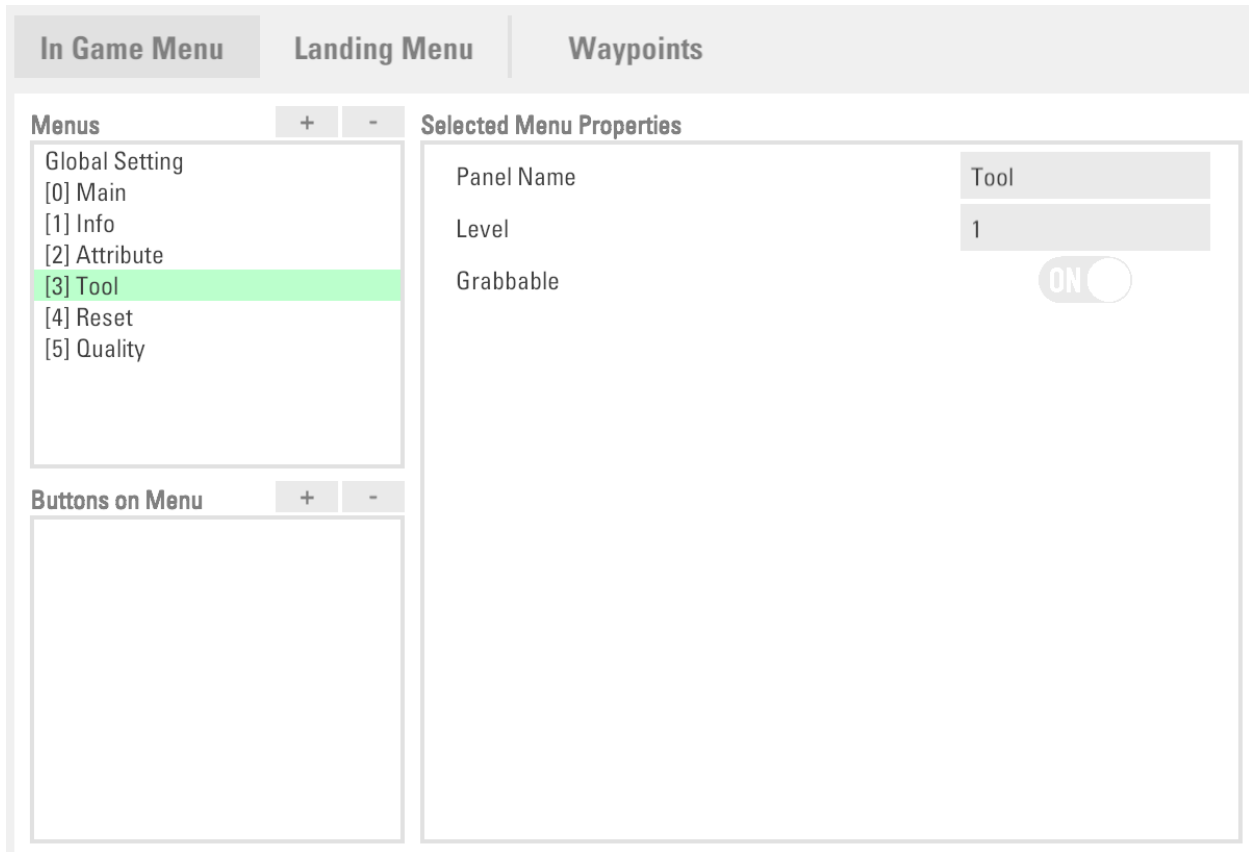 In Game Menu
Landing Menu
Waypoints
Menus
+
-
Global Setting
[0] Main
[1] Info
[2] Attribute
[3] Tool
[4] Reset
[5] Quality
Buttons on Menu
+
-
Selected Menu Properties
Panel Name
Tool
Level
1
Grabbable
ON